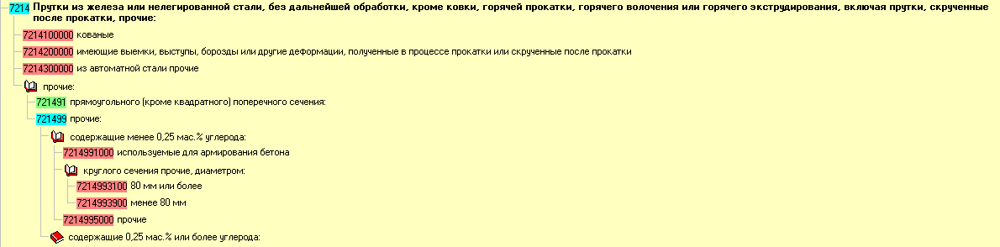 7214 Прутки из железа или нелегированной стали, без дальнейшей обработки, кроме ковки, горячей прокатки, горячего волочения или горячего экструдирования, включая прутки, скрученные
после прокатки, прочие:
7214100000 кованые
7214200000 имеющие выемки, выступы, борозды или другие деформации, полученные в процессе прокатки или скрученные после прокатки
7214300000 из автоматной стали прочие
прочие:
721491 прямоугольного (кроме квадратного) поперечного сечения:
721499 прочие:
содержащие менее 0,25 мас.% углерода:
7214991000 используемые для армирования бетона
круглого сечения прочие, диаметром:
7214993100 80 мм или более
7214993900 менее 80 мм
7214995000 прочие
содержащие 0,25 мас.% или более углерода: